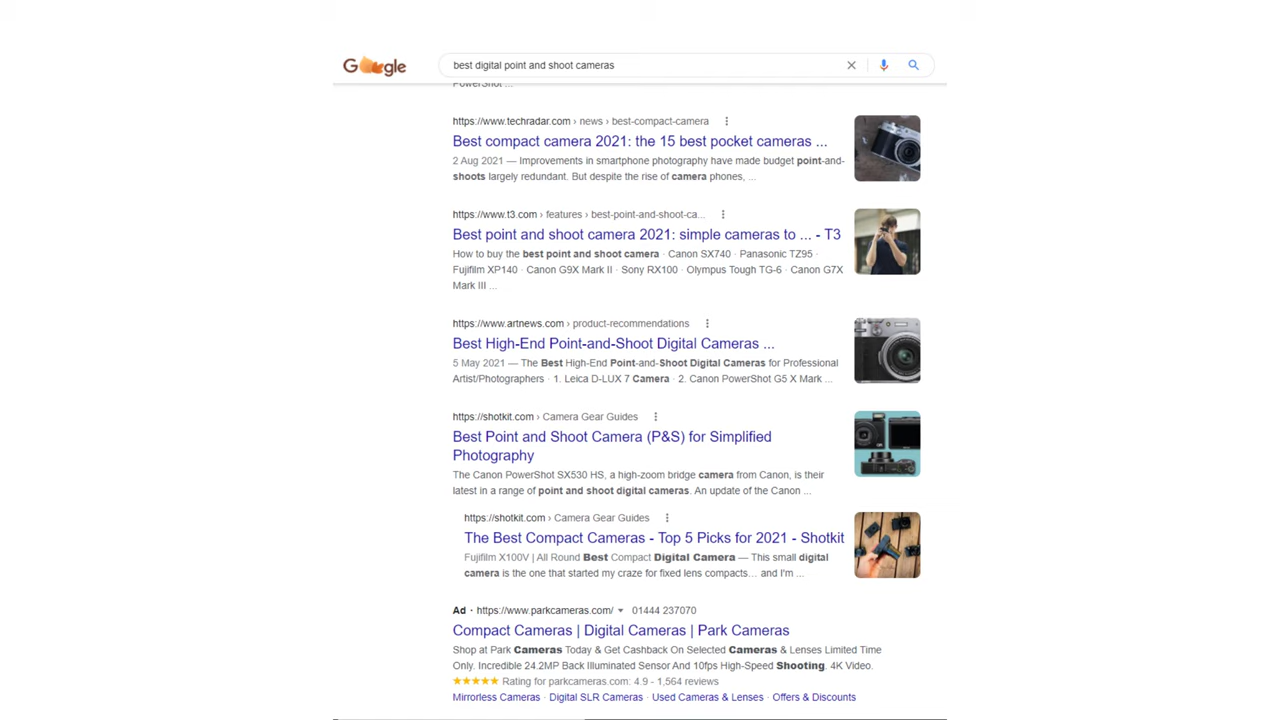 Google
best digital point and shoot cameras
PowerShot ...
https://www.techradar.com › news › best-compact-camera
Best compact camera 2021: the 15 best pocket cameras ...
2 Aug 2021 — Improvements in smartphone photography have made budget point-and-
shoots largely redundant. But despite the rise of camera phones, ...
https://www.t3.com › features › best-point-and-shoot-ca...
Best point and shoot camera 2021: simple cameras to ... - T3
How to buy the best point and shoot camera · Canon SX740 · Panasonic TZ95 ·
Fujifilm XP140 · Canon G9X Mark II · Sony RX100 · Olympus Tough TG-6 · Canon G7X
Mark III ...
https://www.artnews.com › product-recommendations
Best High-End Point-and-Shoot Digital Cameras ...
5 May 2021 — The Best High-End Point-and-Shoot Digital Cameras for Professional
Artist/Photographers · 1. Leica D-LUX 7 Camera · 2. Canon PowerShot G5 X Mark ...
https://shotkit.com › Camera Gear Guides
Best Point and Shoot Camera (P&S) for Simplified
Photography
The Canon PowerShot SX530 HS, a high-zoom bridge camera from Canon, is their
latest in a range of point and shoot digital cameras. An update of the Canon ...
https://shotkit.com › Camera Gear Guides
The Best Compact Cameras - Top 5 Picks for 2021 - Shotkit
Fujifilm X100V | All Round Best Compact Digital Camera — This small digital
camera is the one that started my craze for fixed lens compacts… and I'm ...
Ad · https://www.parkcameras.com/ 01444 237070
Compact Cameras | Digital Cameras | Park Cameras
Shop at Park Cameras Today & Get Cashback On Selected Cameras & Lenses Limited Time
Only. Incredible 24.2MP Back Illuminated Sensor And 10fps High-Speed Shooting. 4K Video.
★★★★★ Rating for parkcameras.com: 4.9 - 1,564 reviews
Mirrorless Cameras · Digital SLR Cameras · Used Cameras & Lenses · Offers & Discounts